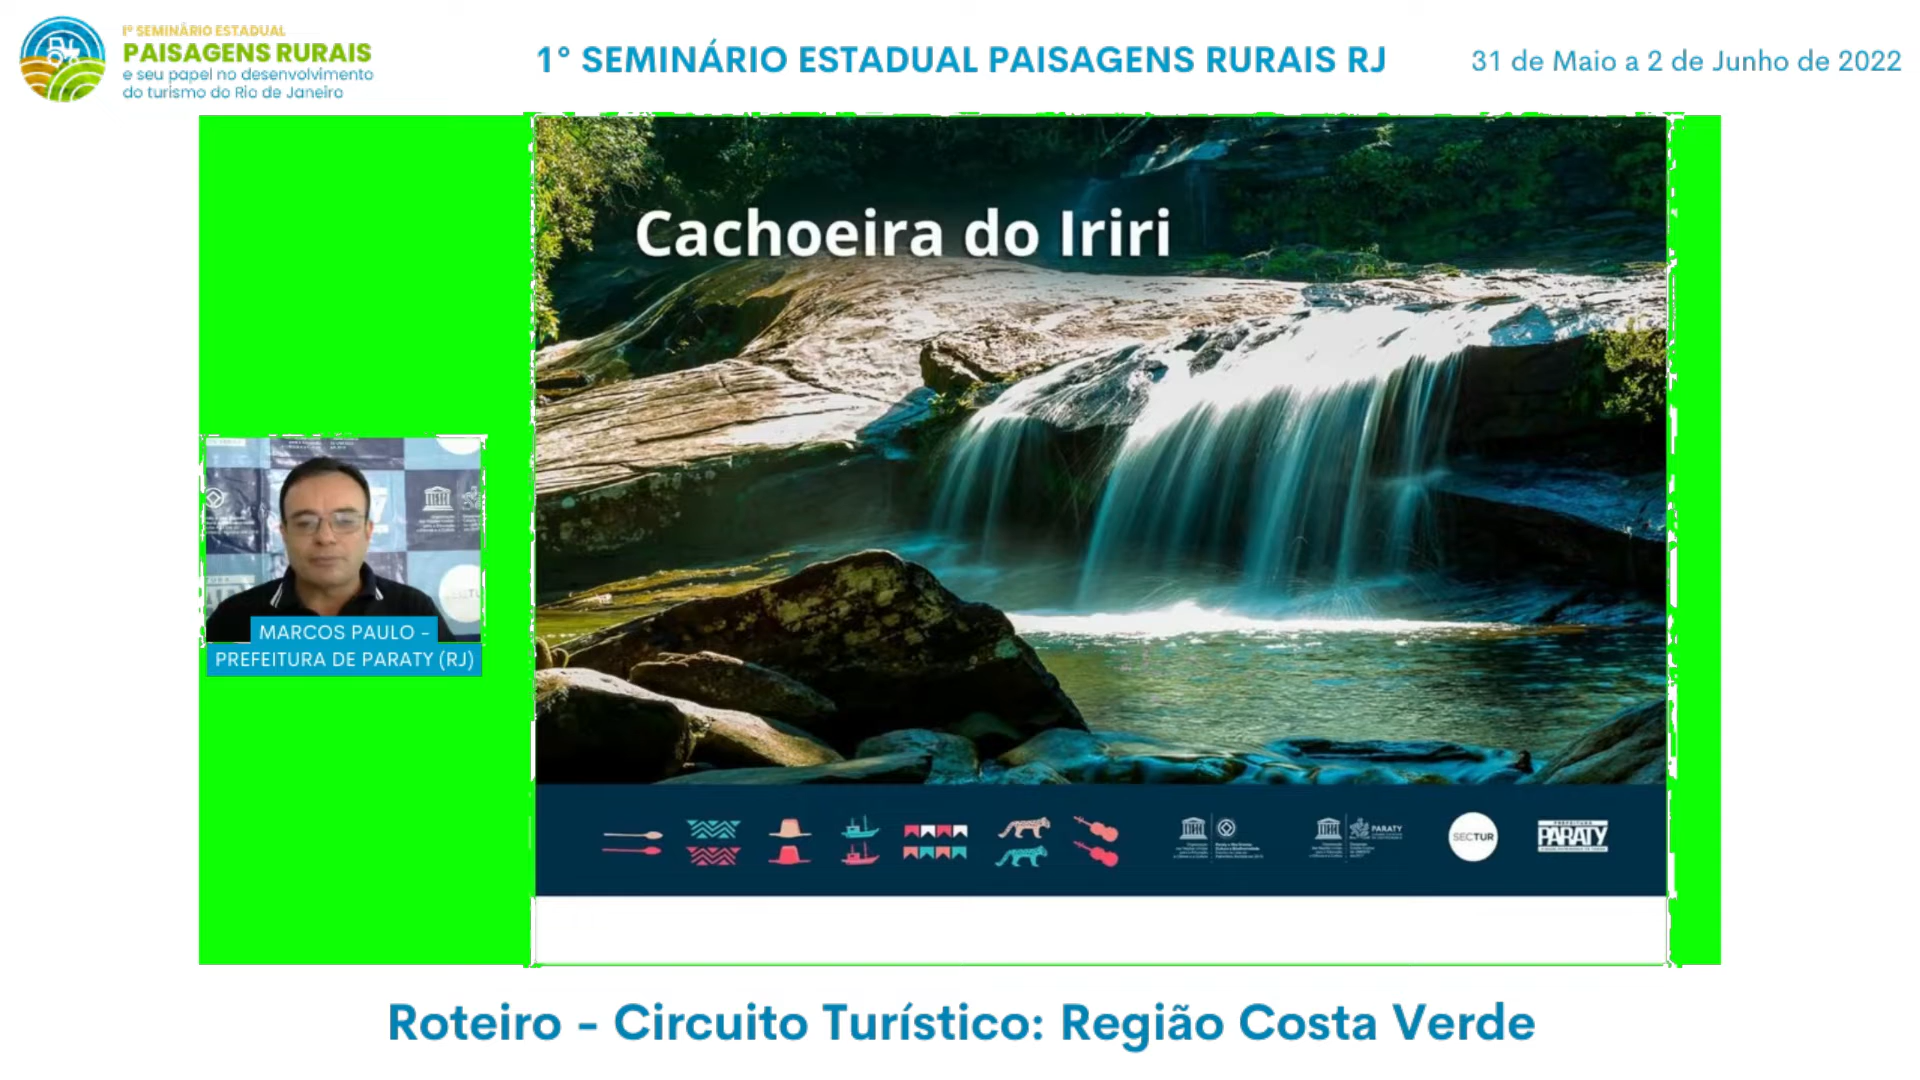 1º SEMINÁRIO ESTADUAL
PAISAGENS RURAIS
e seu papel no desenvolvimento
do turismo do Rio de Janeiro
1° SEMINÁRIO ESTADUAL PAISAGENS RURAIS RJ
31 de Maio a 2 de Junho de 2022
Cachoeira do Iriri
MARCOS PAULO -
PREFEITURA DE PARATY (RJ)
PARATY
SECTUR
PREFEITURA
PARATY
Roteiro - Circuito Turístico: Região Costa Verde